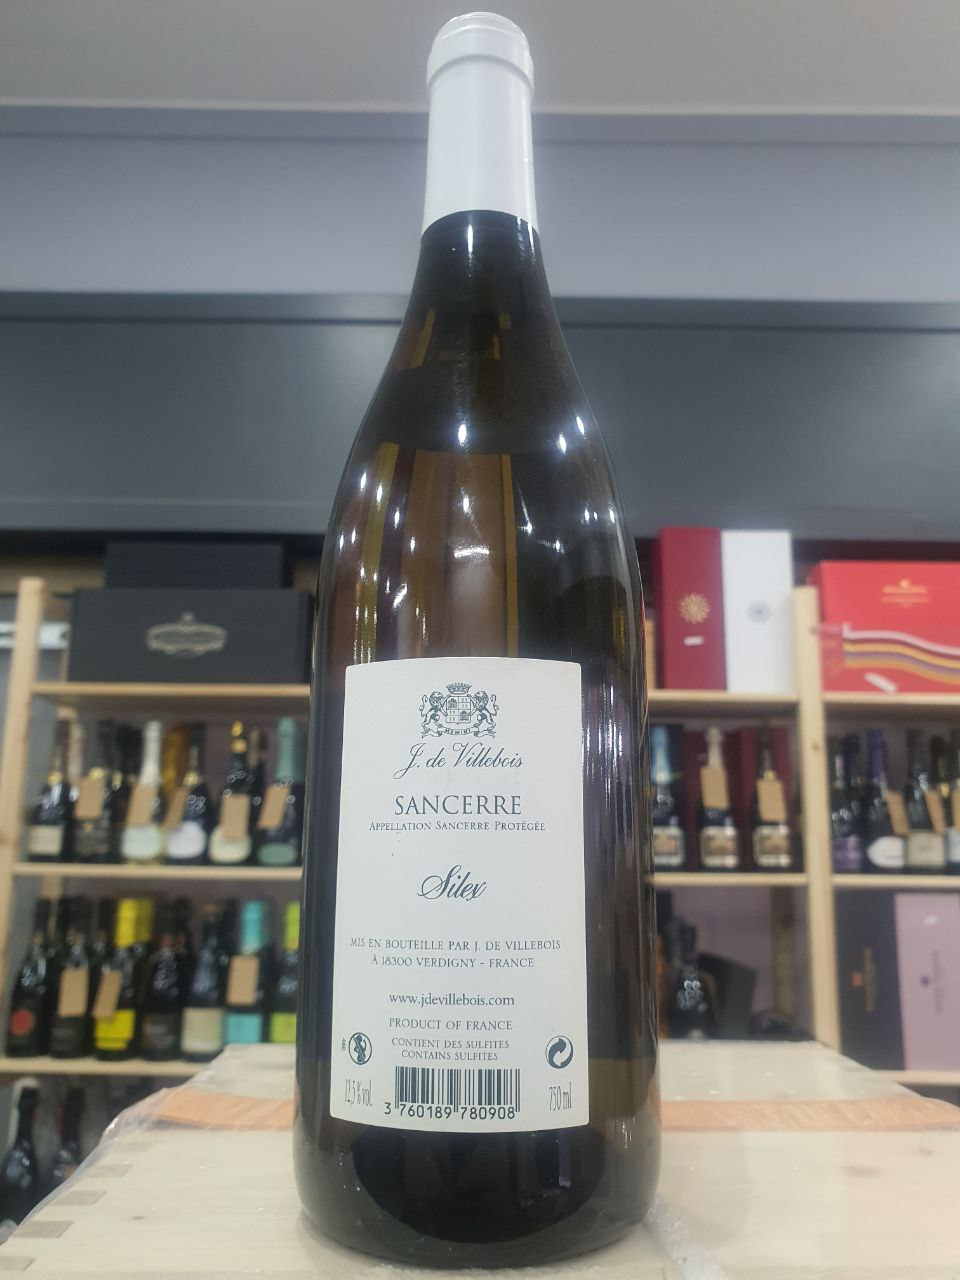 MEMINI
J. de Villebois
SANCERRE
APPELLATION SANCERRE PROTÉGÉE
Silex
MIS EN BOUTEILLE PAR J. DE VILLEBOIS
À 18300 VERDIGNY - FRANCE
www.jdevillebois.com
PRODUCT OF FRANCE
CONTIENT DES SULFITES
CONTAINS SULFITES
12,5 % vol.
750 ml
3 760189 780908